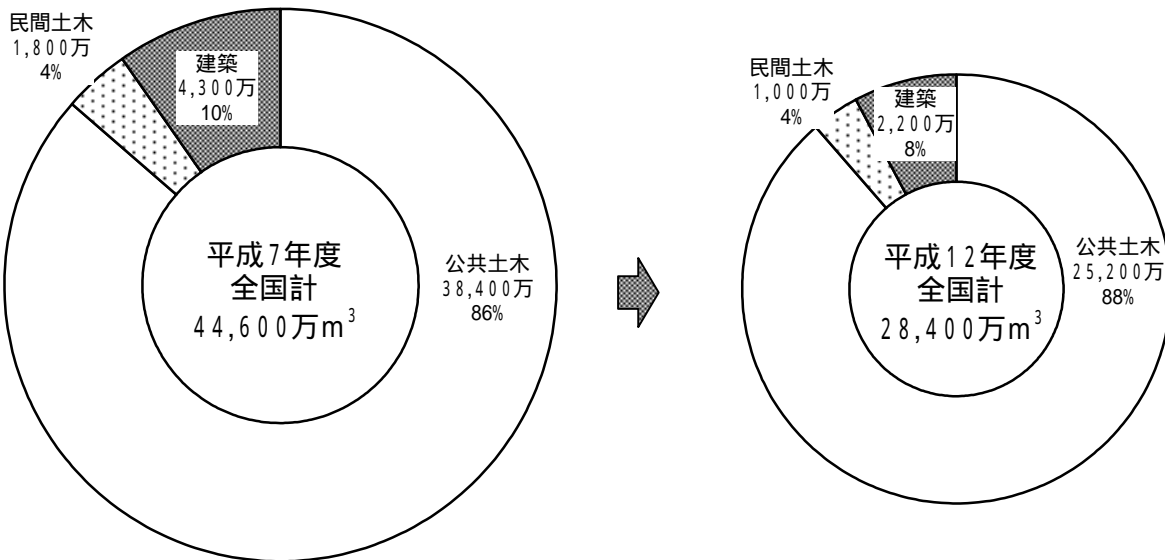 民間土木
1,800万
4%
建築
4,300万
10%
平成7年度
全国計
44,600万m³
公共土木
38,400万
86%
民間土木
1,000万
4%
建築
2,200万
8%
平成12年度
全国計
28,400万m³
公共土木
25,200万
88%